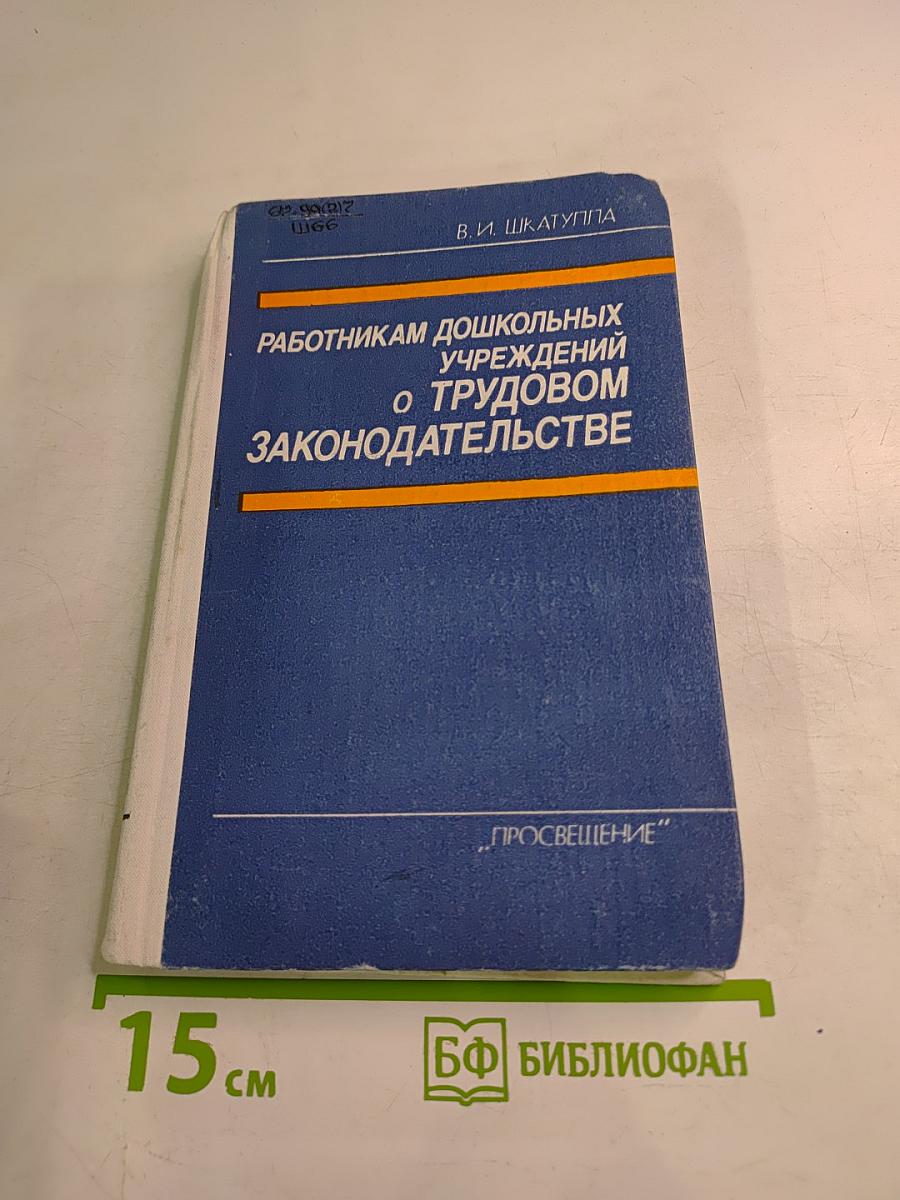 Ш66
В. И. ШКАТУЛЛА
РАБОТНИКАМ ДОШКОЛЬНЫХ
УЧРЕЖДЕНИЙ
О ТРУДОВОМ
ЗАКОНОДАТЕЛЬСТВЕ
„ПРОСВЕЩЕНИЕ“
15 см
БФ БИБЛИОФАН